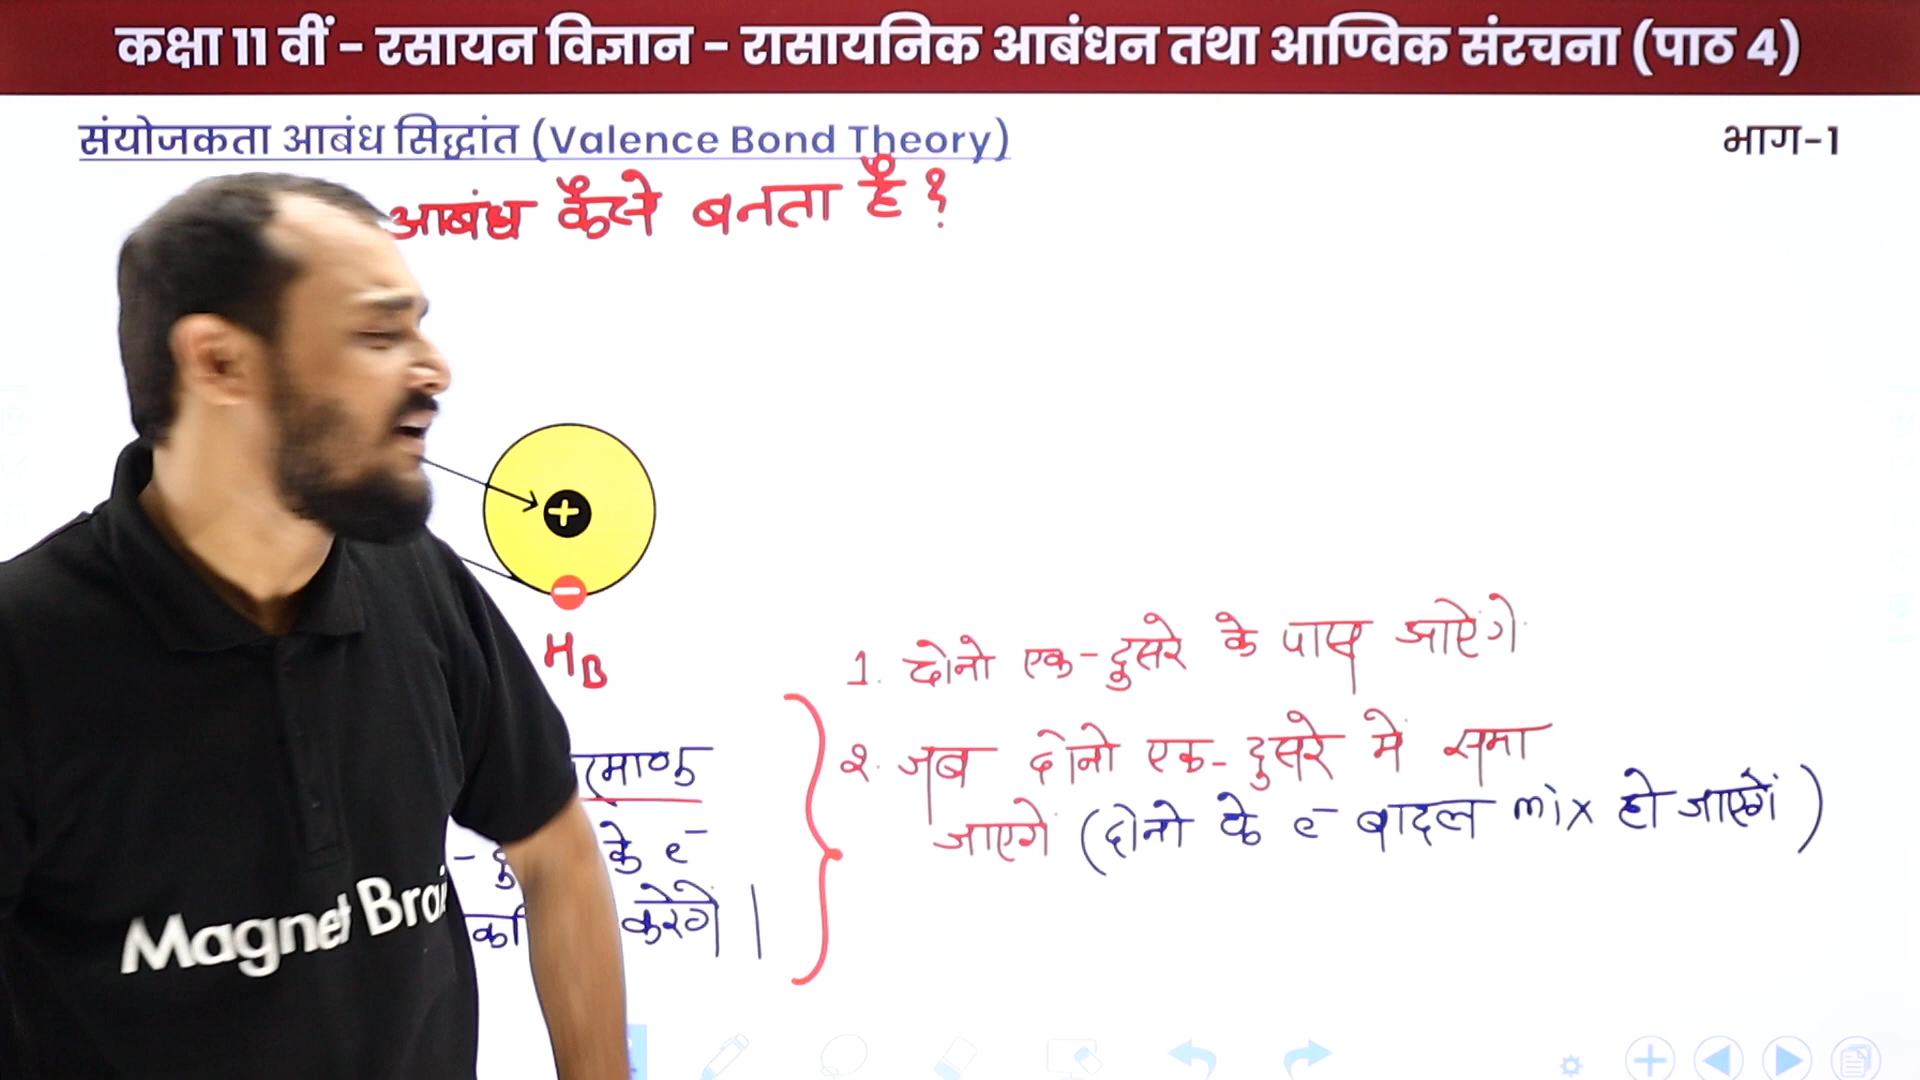 कक्षा 11 वीं - रसायन विज्ञान - रासायनिक आबंधन तथा आण्विक संरचना (पाठ 4)
संयोजकता आबंध सिद्धांत (Valence Bond Theory)
भाग-1
आबंध कैसे बनता है ?
+
−
HB
1. दोनो एक-दुसरे के पास जाऐंगे
2. जब दोनो एक-दुसरे में समा
जाएगें (दोनो के e⁻ बादल mix हो जाएगें)
के e⁻
करेगें |
Magnet Brai